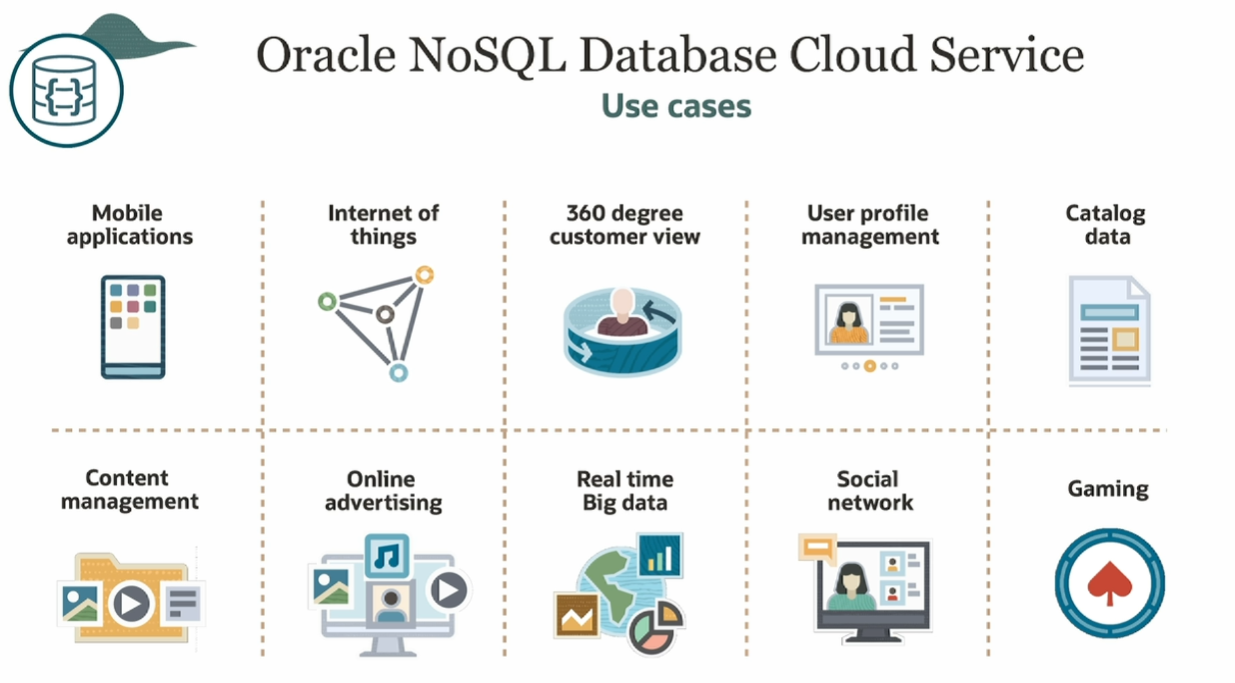 Oracle NoSQL Database Cloud Service
Use cases
Mobile
applications
Internet of
things
360 degree
customer view
User profile
management
Catalog
data
Content
management
Online
advertising
Real time
Big data
Social
network
Gaming